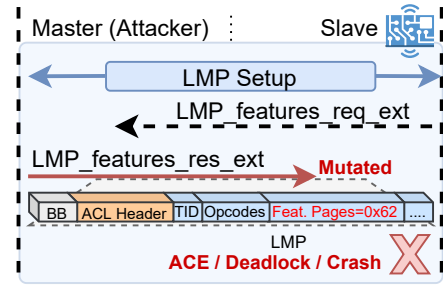 Master (Attacker) Slave
LMP Setup
LMP_features_req_ext
LMP_features_res_ext
Mutated
BB ACL Header TID Opcodes Feat. Pages=0x62 ....
LMP
ACE / Deadlock / Crash